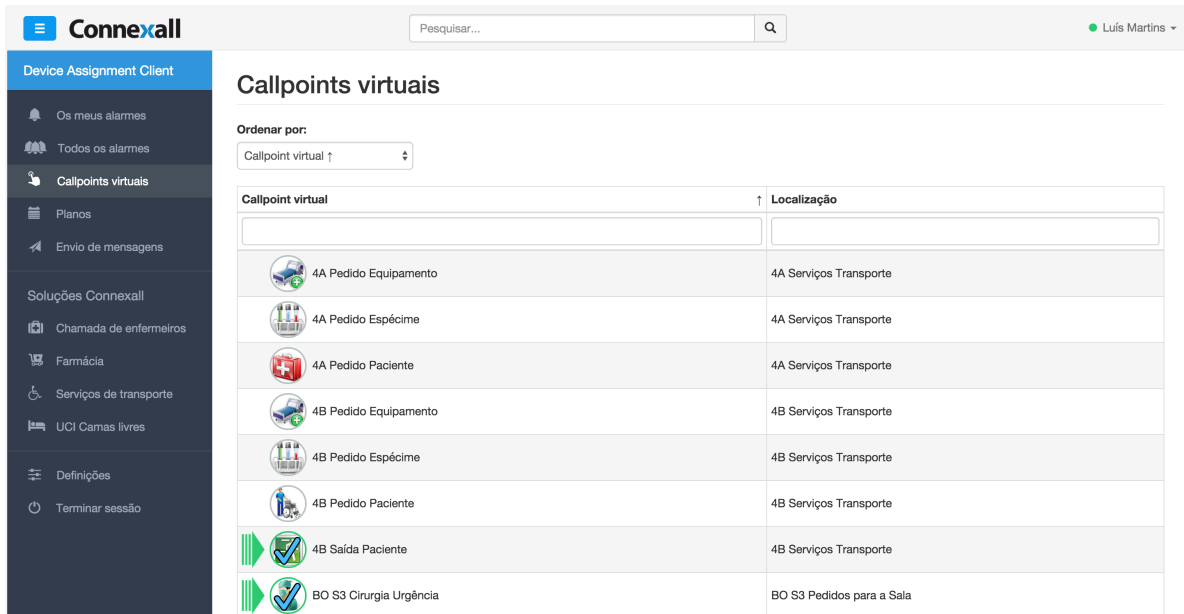 Connexall
Pesquisar...
Luís Martins
Device Assignment Client
Os meus alarmes
Todos os alarmes
Callpoints virtuais
Planos
Envio de mensagens
Soluções Connexall
Chamada de enfermeiros
Farmácia
Serviços de transporte
UCI Camas livres
Definições
Terminar sessão
Callpoints virtuais
Ordenar por:
Callpoint virtual ↑
Callpoint virtual ↑ Localização
4A Pedido Equipamento 4A Serviços Transporte
4A Pedido Espécime 4A Serviços Transporte
4A Pedido Paciente 4A Serviços Transporte
4B Pedido Equipamento 4B Serviços Transporte
4B Pedido Espécime 4B Serviços Transporte
4B Pedido Paciente 4B Serviços Transporte
4B Saída Paciente 4B Serviços Transporte
BO S3 Cirurgia Urgência BO S3 Pedidos para a Sala